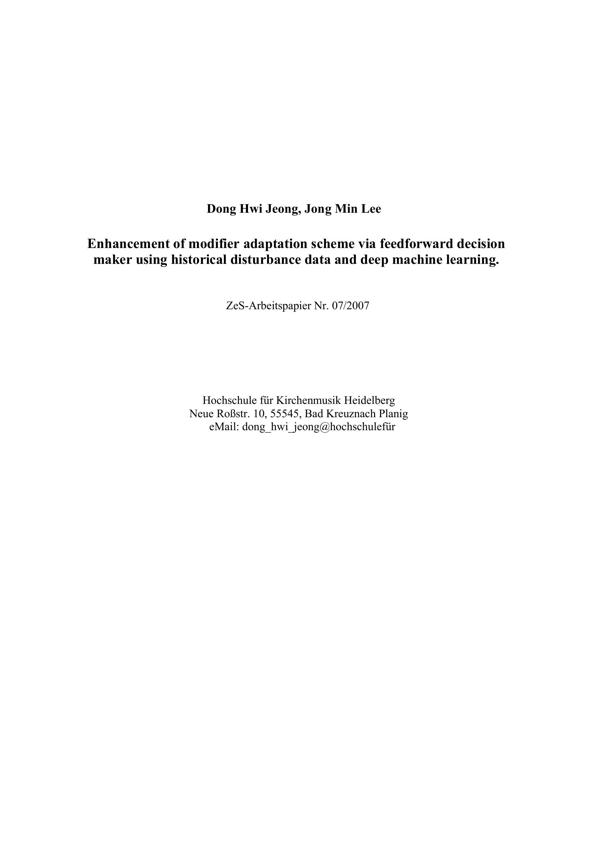 Dong Hwi Jeong, Jong Min Lee
Enhancement of modifier adaptation scheme via feedforward decision
maker using historical disturbance data and deep machine learning.
ZeS-Arbeitspapier Nr. 07/2007
Hochschule für Kirchenmusik Heidelberg
Neue Roßstr. 10, 55545, Bad Kreuznach Planig
eMail: dong_hwi_jeong@hochschulefür